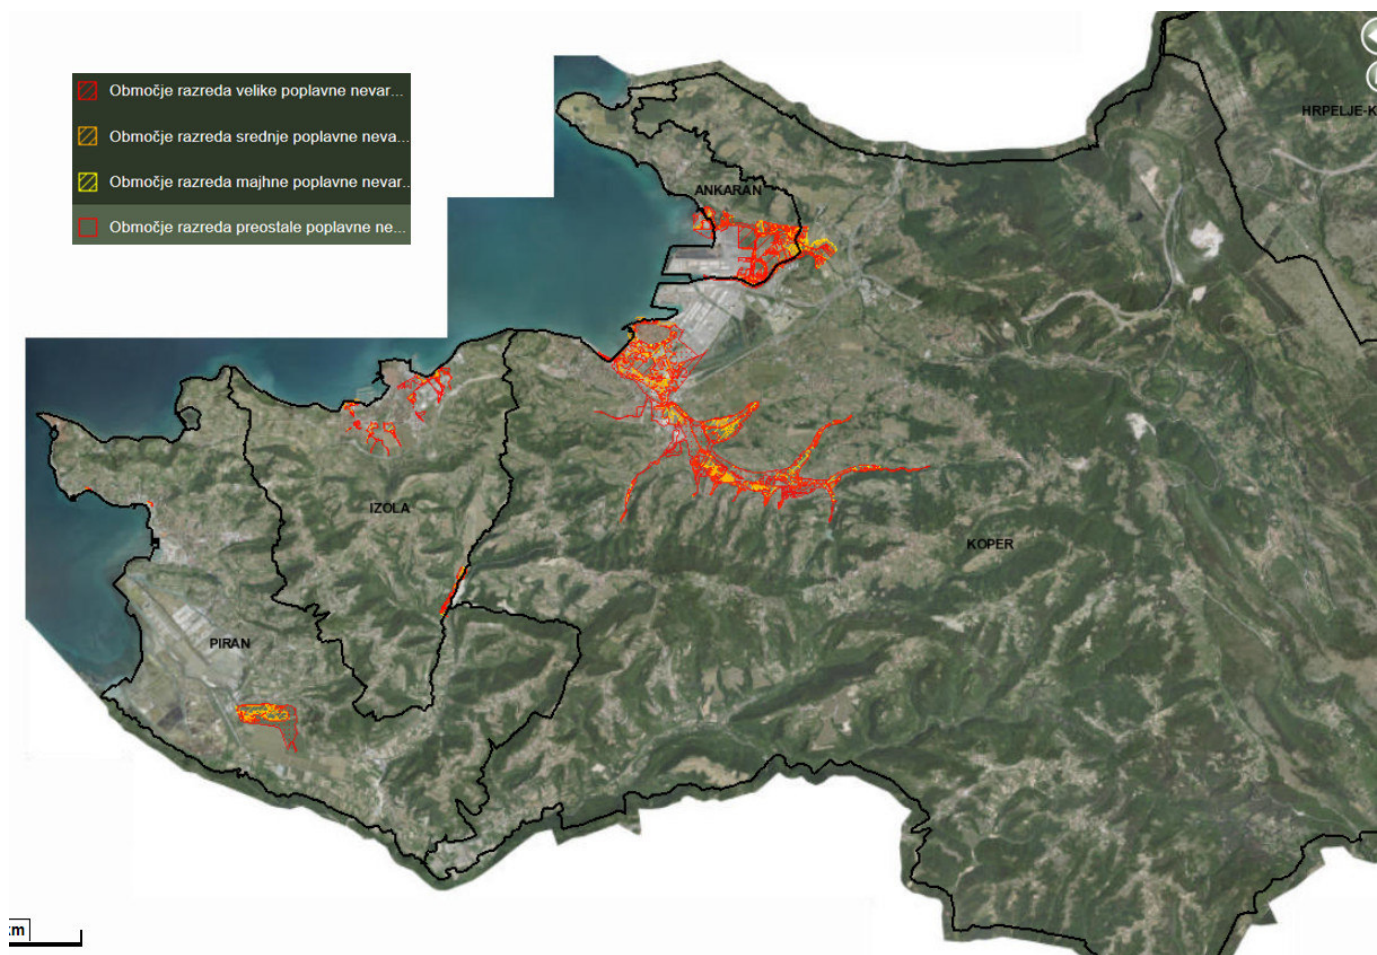 Območje razreda velike poplavne nevar...
Območje razreda srednje poplavne neva...
Območje razreda majhne poplavne nevar...
Območje razreda preostale poplavne ne...
HRPELJE-K
ANKARAN
IZOLA
KOPER
PIRAN
km